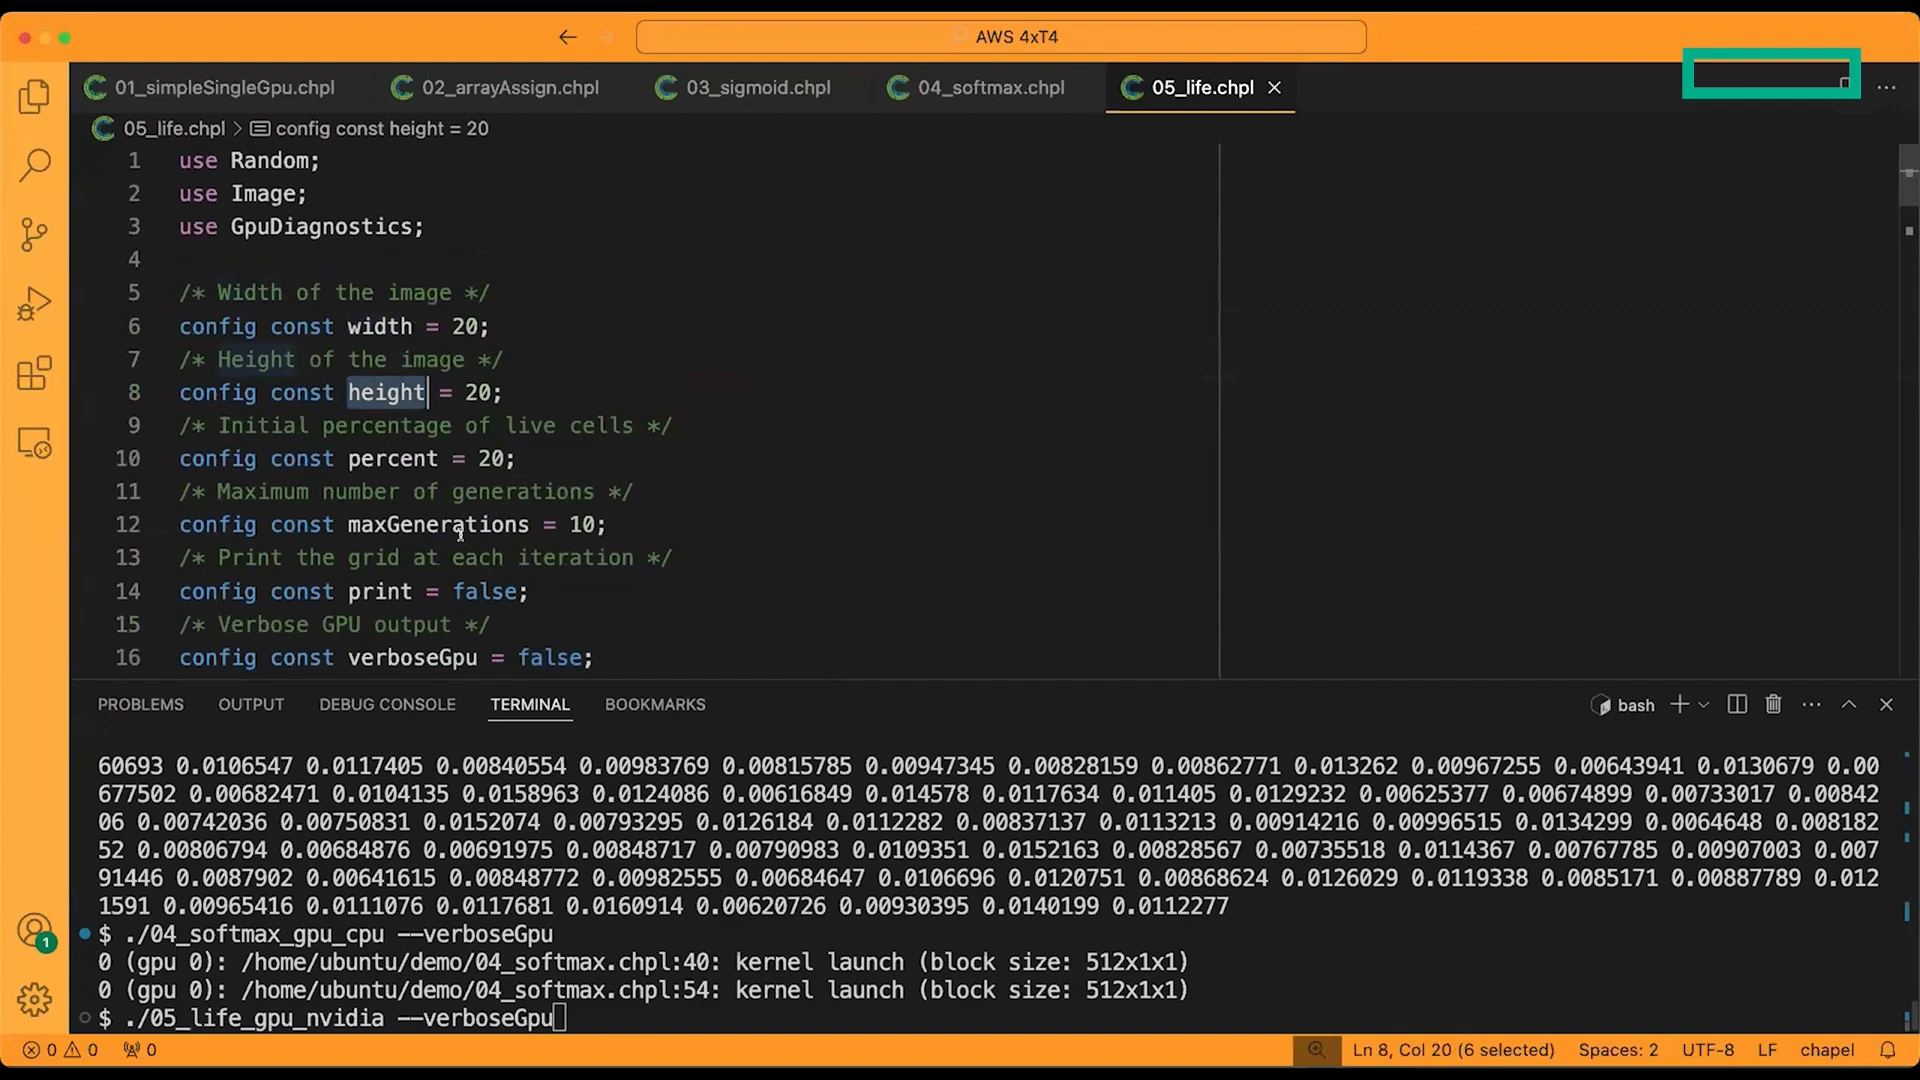 AWS 4xT4
01_simpleSingleGpu.chpl 02_arrayAssign.chpl 03_sigmoid.chpl 04_softmax.chpl 05_life.chpl
05_life.chpl > config const height = 20
1 use Random;
2 use Image;
3 use GpuDiagnostics;
4
5 /* Width of the image */
6 config const width = 20;
7 /* Height of the image */
8 config const height = 20;
9 /* Initial percentage of live cells */
10 config const percent = 20;
11 /* Maximum number of generations */
12 config const maxGenerations = 10;
13 /* Print the grid at each iteration */
14 config const print = false;
15 /* Verbose GPU output */
16 config const verboseGpu = false;
PROBLEMS OUTPUT DEBUG CONSOLE TERMINAL BOOKMARKS bash
60693 0.0106547 0.0117405 0.00840554 0.00983769 0.00815785 0.00947345 0.00828159 0.00862771 0.013262 0.00967255 0.00643941 0.0130679 0.00
677502 0.00682471 0.0104135 0.0158963 0.0124086 0.00616849 0.014578 0.0117634 0.011405 0.0129232 0.00625377 0.00674899 0.00733017 0.00842
06 0.00742036 0.00750831 0.0152074 0.00793295 0.0126184 0.0112282 0.00837137 0.0113213 0.00914216 0.00996515 0.0134299 0.0064648 0.008182
52 0.00806794 0.00684876 0.00691975 0.00848717 0.00790983 0.0109351 0.0152163 0.00828567 0.00735518 0.0114367 0.00767785 0.00907003 0.007
91446 0.0087902 0.00641615 0.00848772 0.00982555 0.00684647 0.0106696 0.0120751 0.00868624 0.0126029 0.0119338 0.0085171 0.00887789 0.012
1591 0.00965416 0.0111076 0.0117681 0.0160914 0.00620726 0.00930395 0.0140199 0.0112277
$ ./04_softmax_gpu_cpu --verboseGpu
0 (gpu 0): /home/ubuntu/demo/04_softmax.chpl:40: kernel launch (block size: 512x1x1)
0 (gpu 0): /home/ubuntu/demo/04_softmax.chpl:54: kernel launch (block size: 512x1x1)
1 $ ./05_life_gpu_nvidia --verboseGpu
0 0 0 Ln 8, Col 20 (6 selected) Spaces: 2 UTF-8 LF chapel